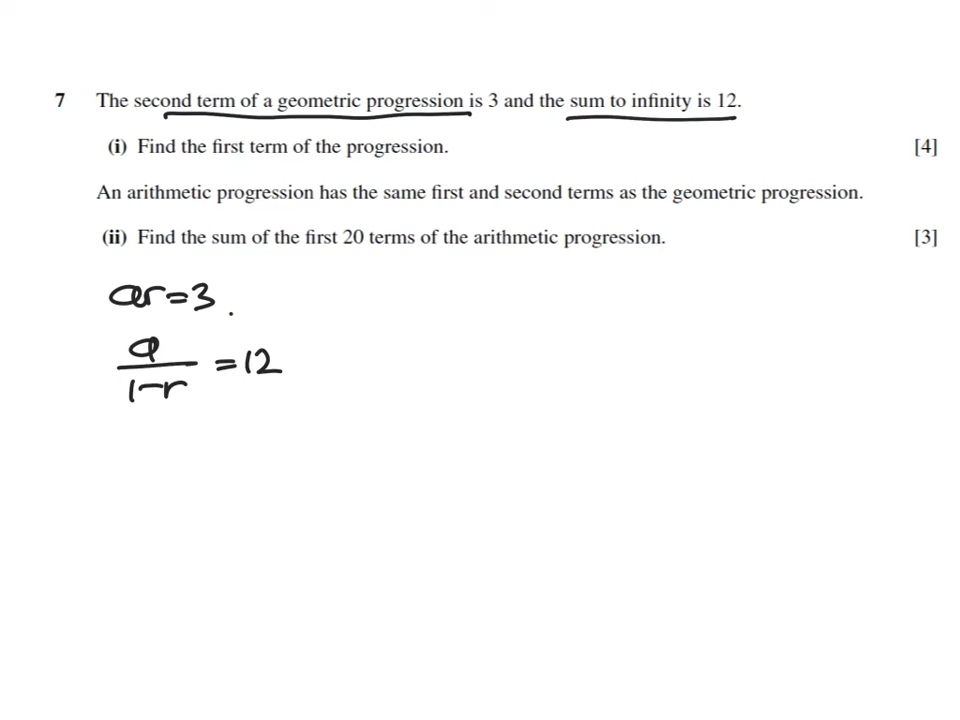 7 The second term of a geometric progression is 3 and the sum to infinity is 12.
(i) Find the first term of the progression. [4]
An arithmetic progression has the same first and second terms as the geometric progression.
(ii) Find the sum of the first 20 terms of the arithmetic progression. [3]
ar=3.
a
1-r
=12